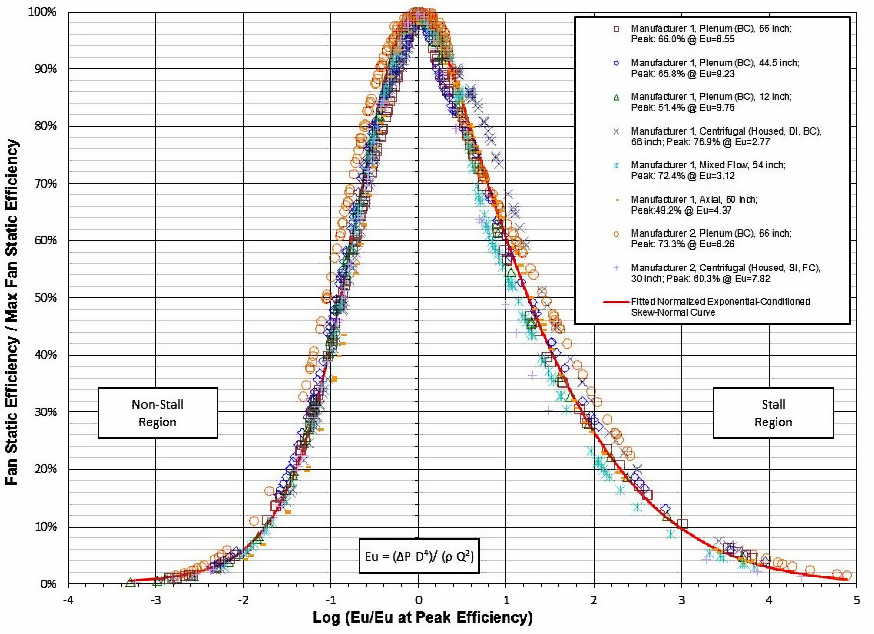 100%
90%
80%
70%
60%
50%
40%
30%
20%
10%
0%
Fan Static Efficiency / Max Fan Static Efficiency
Manufacturer 1, Plenum (BC), 66 inch;
Peak: 66.0% @ Eu=8.55
Manufacturer 1, Plenum (BC), 44.5 inch;
Peak: 65.8% @ Eu=9.23
Manufacturer 1, Plenum (BC), 12 inch;
Peak: 51.4% @ Eu=9.76
Manufacturer 1, Centrifugal (Housed, DI, BC),
66 inch; Peak: 76.9% @ Eu=2.77
Manufacturer 1, Mixed Flow, 54 inch;
Peak: 72.4% @ Eu=3.12
Manufacturer 1, Axial, 60 inch;
Peak:49.2% @ Eu=4.37
Manufacturer 2, Plenum (BC), 66 inch;
Peak: 73.3% @ Eu=8.26
Manufacturer 2, Centrifugal (Housed, SI, FC),
30 inch; Peak: 60.3% @ Eu=7.82
Fitted Normalized Exponential-Conditioned
Skew-Normal Curve
Non-Stall
Region
Stall
Region
Eu = (ΔP D⁴)/ (ρ Q²)
-4 -3 -2 -1 0 1 2 3 4 5
Log (Eu/Eu at Peak Efficiency)